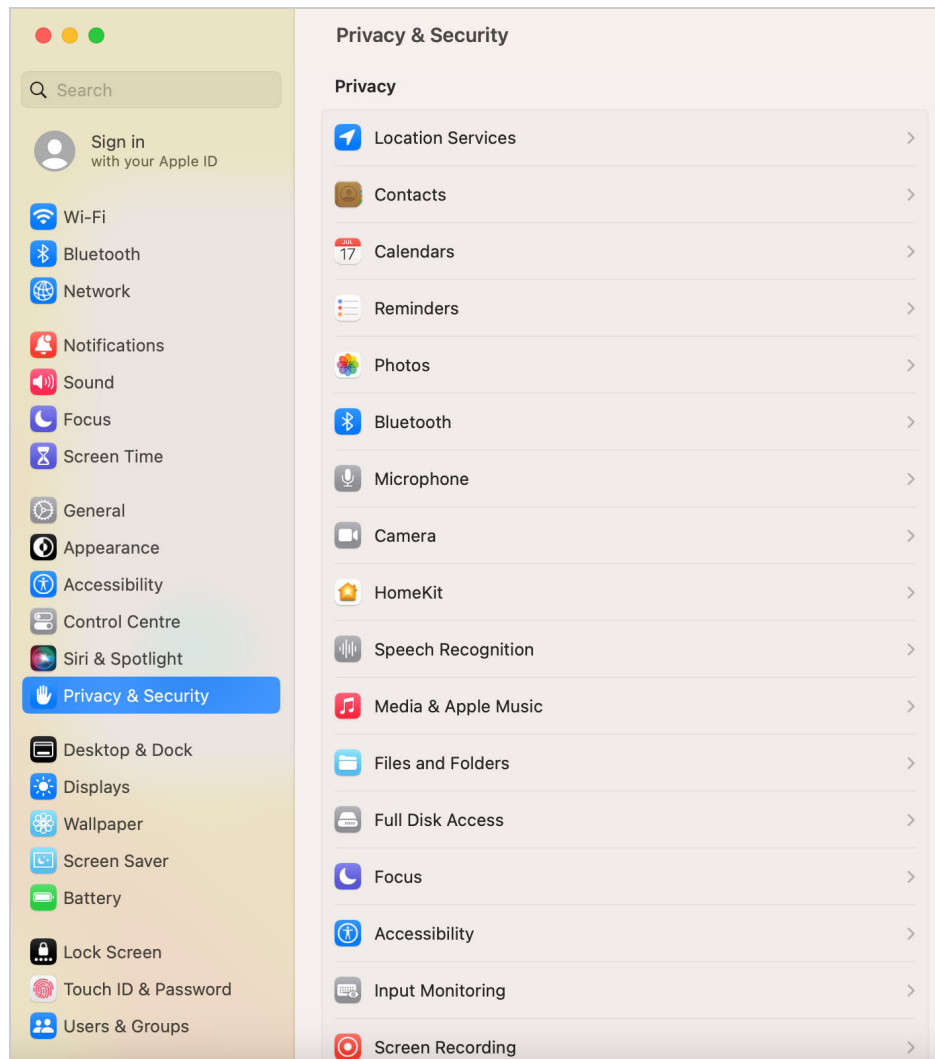 Search
Sign in
with your Apple ID
Wi-Fi
Bluetooth
Network
Notifications
Sound
Focus
Screen Time
General
Appearance
Accessibility
Control Centre
Siri & Spotlight
Privacy & Security
Desktop & Dock
Displays
Wallpaper
Screen Saver
Battery
Lock Screen
Touch ID & Password
Users & Groups
Privacy & Security
Privacy
Location Services
Contacts
JUL
17
Calendars
Reminders
Photos
Bluetooth
Microphone
Camera
HomeKit
Speech Recognition
Media & Apple Music
Files and Folders
Full Disk Access
Focus
Accessibility
Input Monitoring
Screen Recording